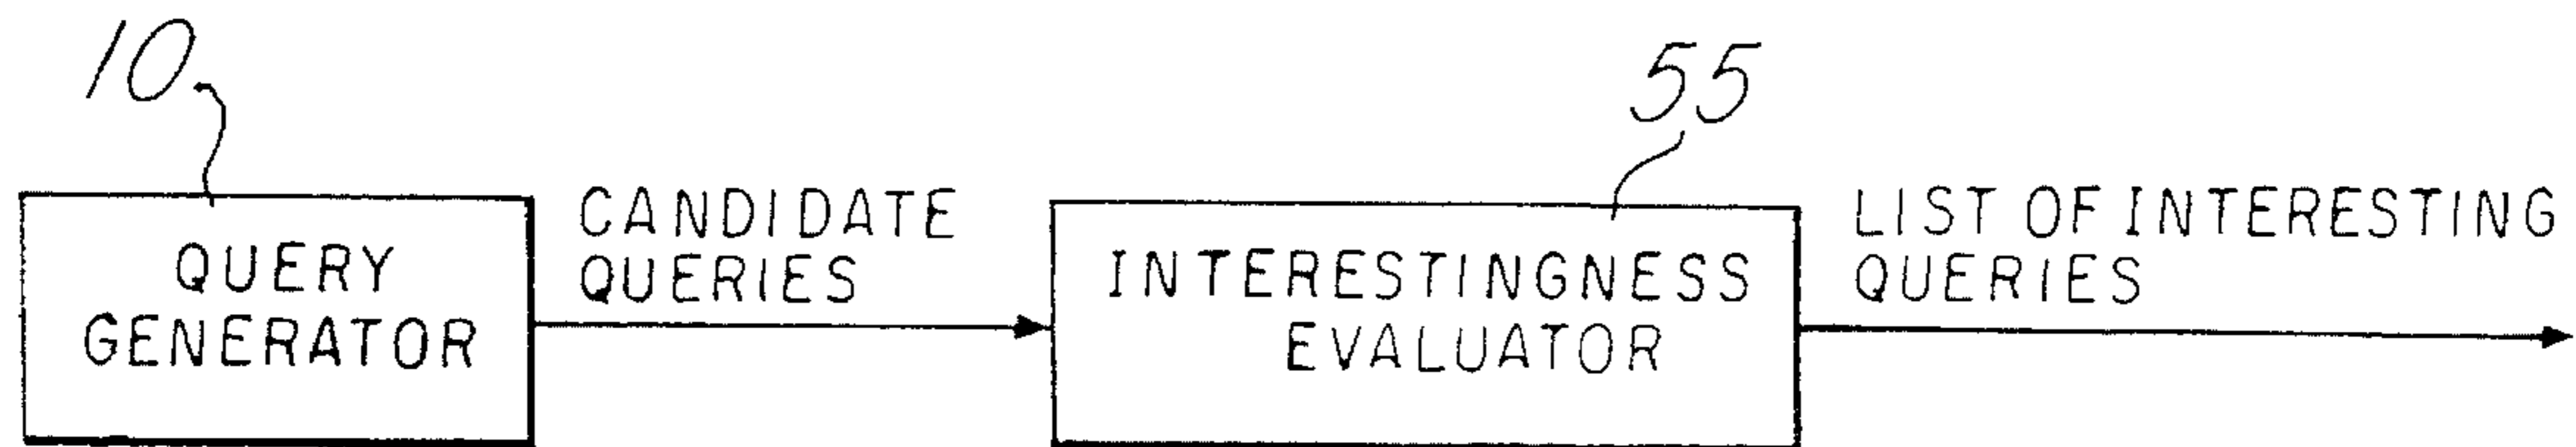 10
55
QUERY
GENERATOR
CANDIDATE
QUERIES
INTERESTINGNESS
EVALUATOR
LIST OF INTERESTING
QUERIES